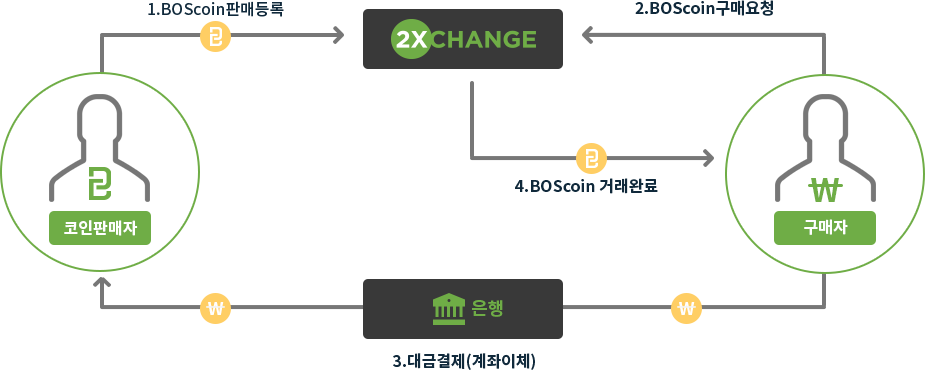 1.BOScoin판매등록
2.BOScoin구매요청
2XCHANGE
4.BOScoin 거래완료
₩
코인판매자
구매자
₩
은행
₩
3.대금결제(계좌이체)